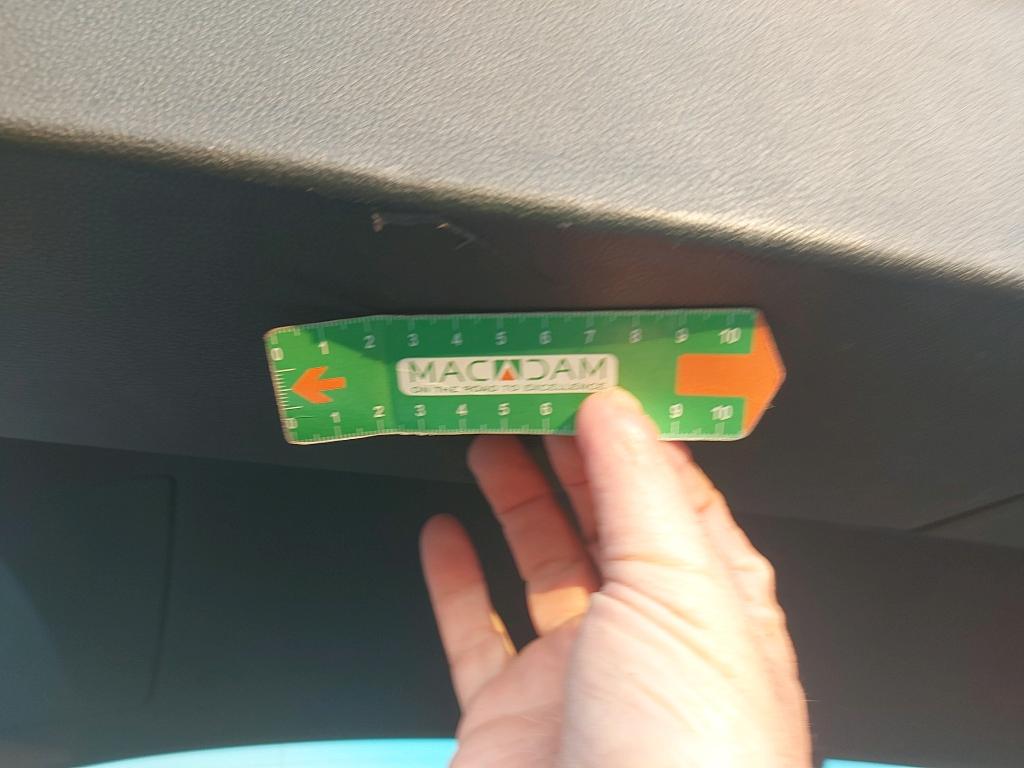 0 1 2 3 4 5 6 7 8 9 10
MACADAM
ON THE ROAD TO EXCELLENCE
0 1 2 3 4 5 6 9 10